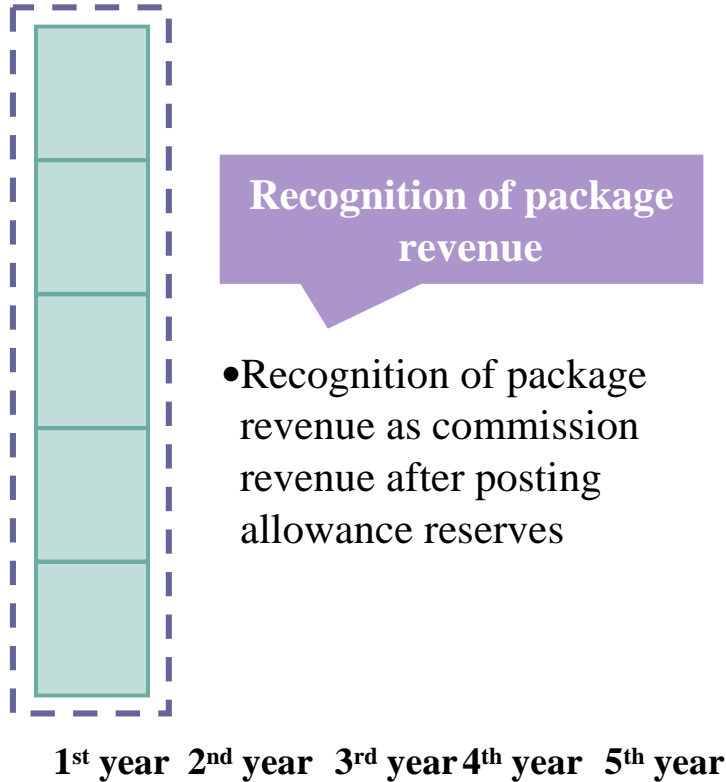 Recognition of package
revenue
•Recognition of package
revenue as commission
revenue after posting
allowance reserves
1st year 2nd year 3rd year 4th year 5th year